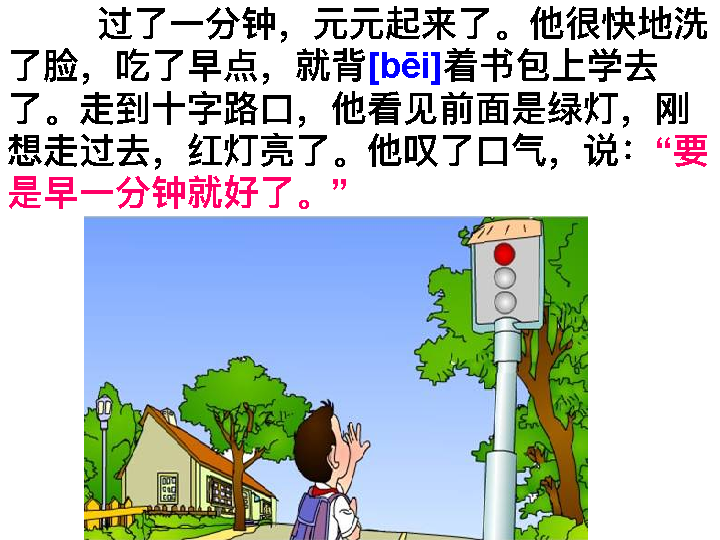 过了一分钟，元元起来了。他很快地洗
了脸，吃了早点，就背[bēi]着书包上学去
了。走到十字路口，他看见前面是绿灯，刚
想走过去，红灯亮了。他叹了口气，说：“要
是早一分钟就好了。”